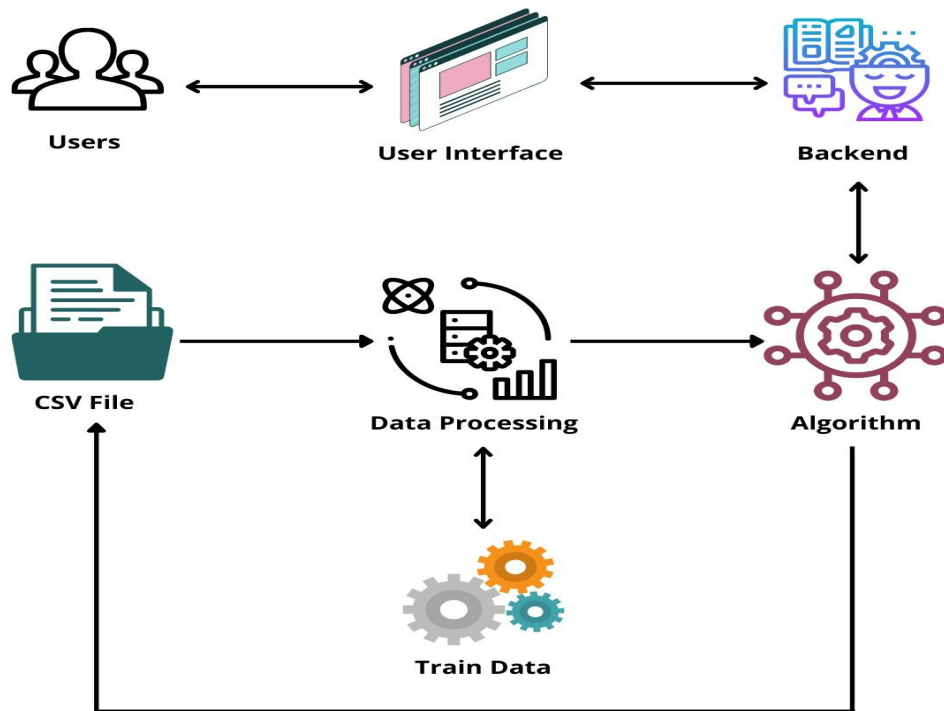 Users
User Interface
Backend
CSV File
Data Processing
Algorithm
Train Data